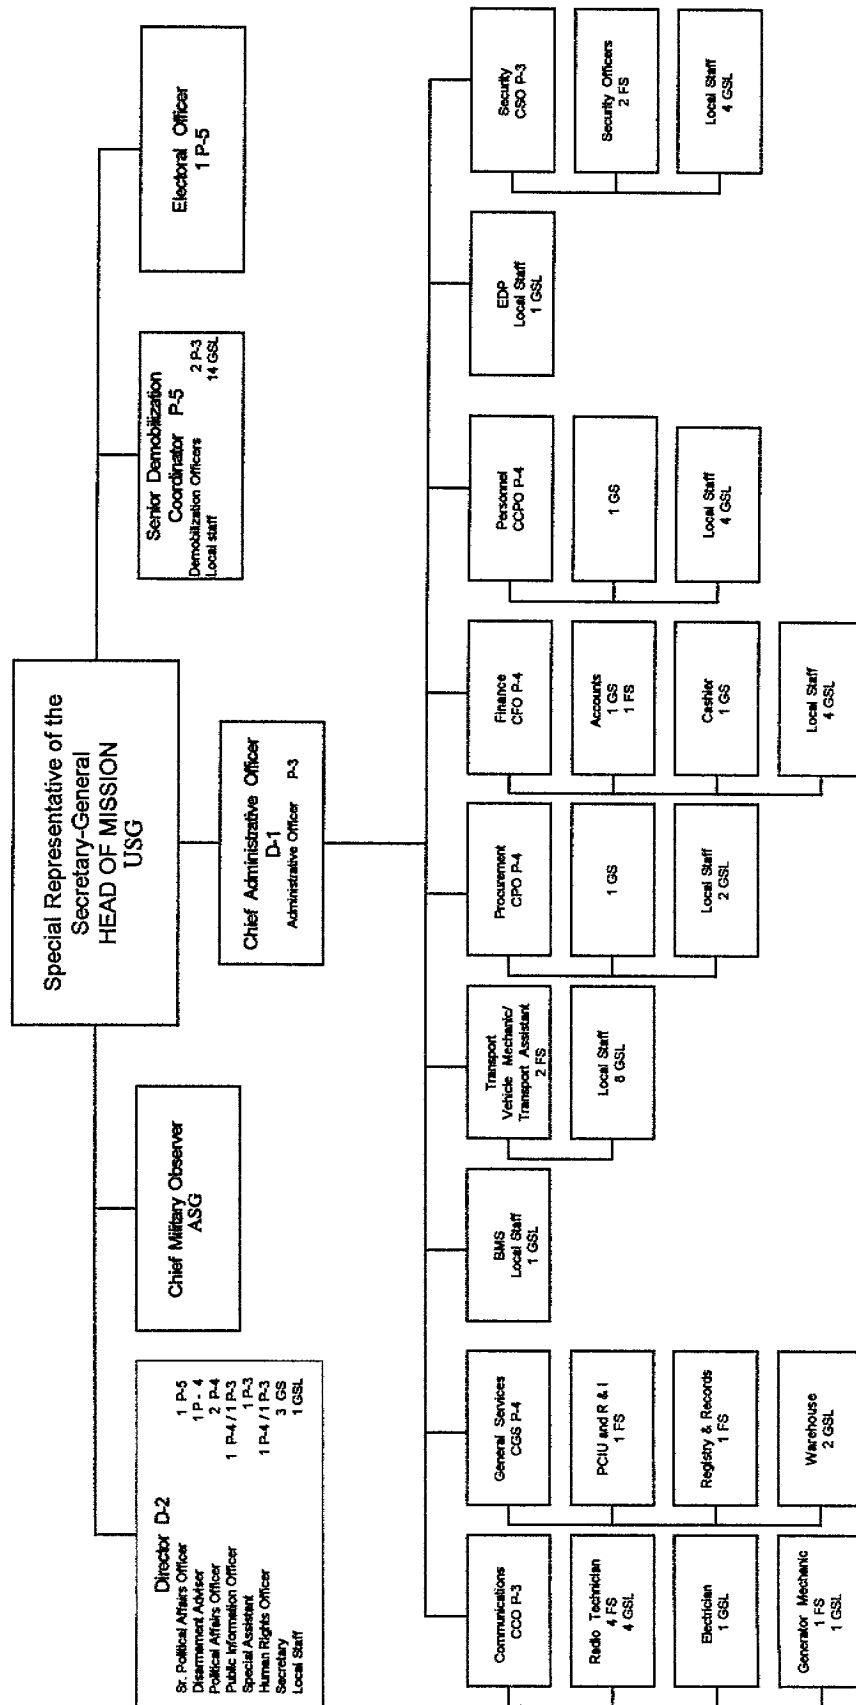 Special Representative of the
Secretary-General
HEAD OF MISSION
USG
Director D-2
Sr. Political Affairs Officer 1 P-5
Disarmament Adviser 1 P - 4
Political Affairs Officer 2 P-4
Public Information Officer 1 P-4 / 1 P-3
Special Assistant 1 P-3
Human Rights Officer 1 P-4 / 1 P-3
Secretary 3 GS
Local Staff 1 GSL
Chief Military Observer
ASG
Chief Administrative Officer
D-1
Administrative Officer P-3
Senior Demobilization
Coordinator P-5
Demobilization Officers 2 P-3
Local staff 14 GSL
Electoral Officer
1 P-5
Communications
CCO P-3
Radio Technician
4 FS
4 GSL
Electrician
1 GSL
Generator Mechanic
1 FS
1 GSL
General Services
CGS P-4
PCIU and R & I
1 FS
Registry & Records
1 FS
Warehouse
2 GSL
BMS
Local Staff
1 GSL
Transport
Vehicle Mechanic/
Transport Assistant
2 FS
Local Staff
8 GSL
Procurement
CPO P-4
1 GS
Local Staff
2 GSL
Finance
CFO P-4
Accounts
1 GS
1 FS
Cashier
1 GS
Local Staff
4 GSL
Personnel
CCPO P-4
1 GS
Local Staff
4 GSL
EDP
Local Staff
1 GSL
Security
CSO P-3
Security Officers
2 FS
Local Staff
4 GSL